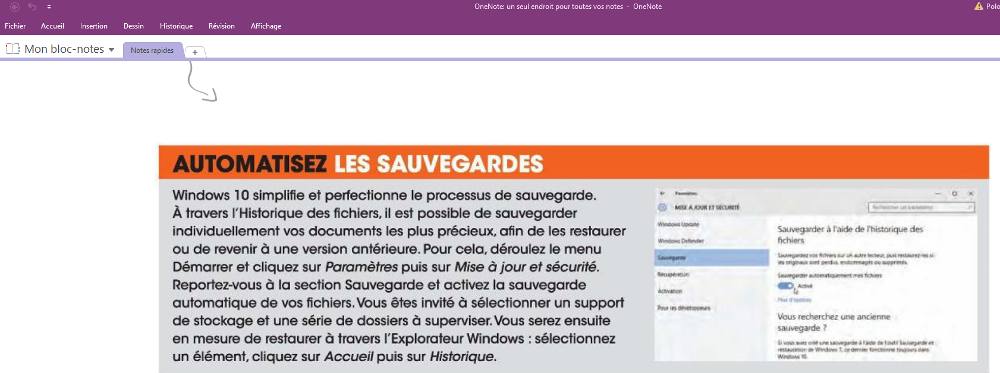 OneNote: un seul endroit pour toutes vos notes - OneNote
Polo
Fichier Accueil Insertion Dessin Historique Révision Affichage
Mon bloc-notes
Notes rapides
+
AUTOMATISEZ LES SAUVEGARDES
Windows 10 simplifie et perfectionne le processus de sauvegarde.
À travers l'Historique des fichiers, il est possible de sauvegarder
individuellement vos documents les plus précieux, afin de les restaurer
ou de revenir à une version antérieure. Pour cela, déroulez le menu
Démarrer et cliquez sur Paramètres puis sur Mise à jour et sécurité.
Reportez-vous à la section Sauvegarde et activez la sauvegarde
automatique de vos fichiers. Vous êtes invité à sélectionner un support
de stockage et une série de dossiers à superviser. Vous serez ensuite
en mesure de restaurer à travers l'Explorateur Windows : sélectionnez
un élément, cliquez sur Accueil puis sur Historique.
Paramètres
MISE À JOUR ET SÉCURITÉ
Rechercher un paramètre
Windows Update
Windows Defender
Sauvegarde
Récupération
Activation
Pour les développeurs
Sauvegarder à l'aide de l'historique des
fichiers
Sauvegardez vos fichiers sur un autre lecteur, puis restaurez-les si
les originaux sont perdus, endommagés ou supprimés.
Sauvegarder automatiquement mes fichiers
Activé
Plus d'options
Vous recherchez une ancienne
sauvegarde ?
Si vous avez créé une sauvegarde à l'aide de l'outil Sauvegarde et
restauration de Windows 7, ce dernier fonctionne toujours dans
Windows 10.